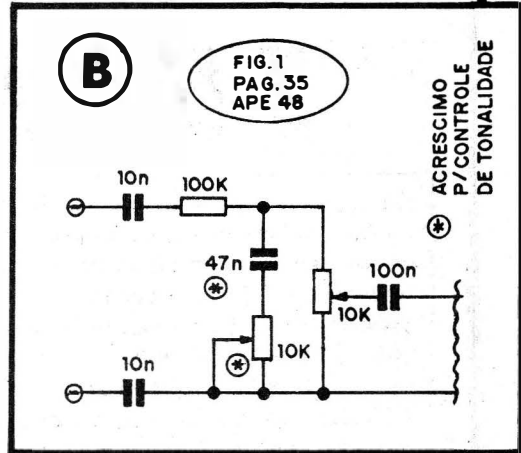 B
FIG. 1
PAG. 35
APE 48
* ACRESCIMO
P/CONTROLE
DE TONALIDADE
10n
100K
47n
*
100n
10K
*
10K
10n